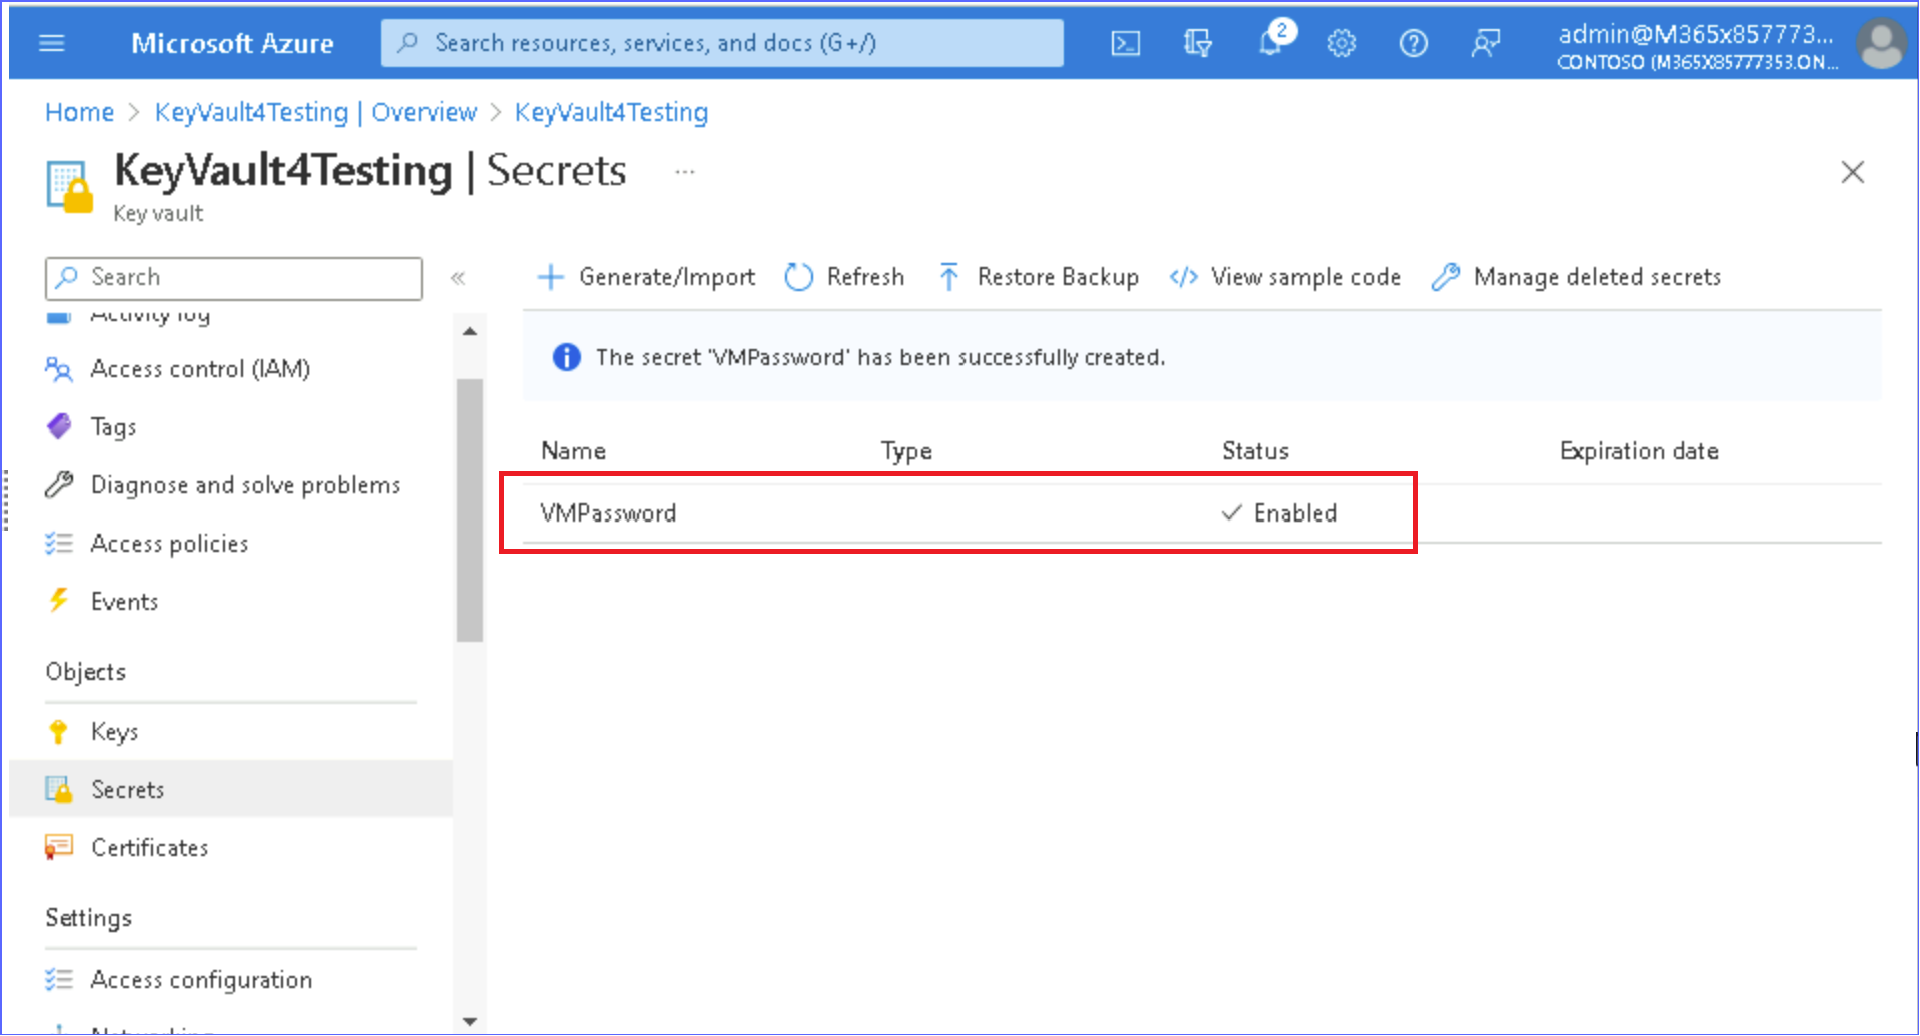 Microsoft Azure
Search resources, services, and docs (G+/)
2
admin@M365x857773...
CONTOSO (M365X85777353.ON...
Home > KeyVault4Testing | Overview > KeyVault4Testing
KeyVault4Testing | Secrets ...
Key vault
Search
«
Generate/Import
Refresh
Restore Backup
View sample code
Manage deleted secrets
Activity log
Access control (IAM)
Tags
Diagnose and solve problems
Access policies
Events
Objects
Keys
Secrets
Certificates
Settings
Access configuration
Networking
The secret 'VMPassword' has been successfully created.
Name Type Status Expiration date
VMPassword ✓ Enabled